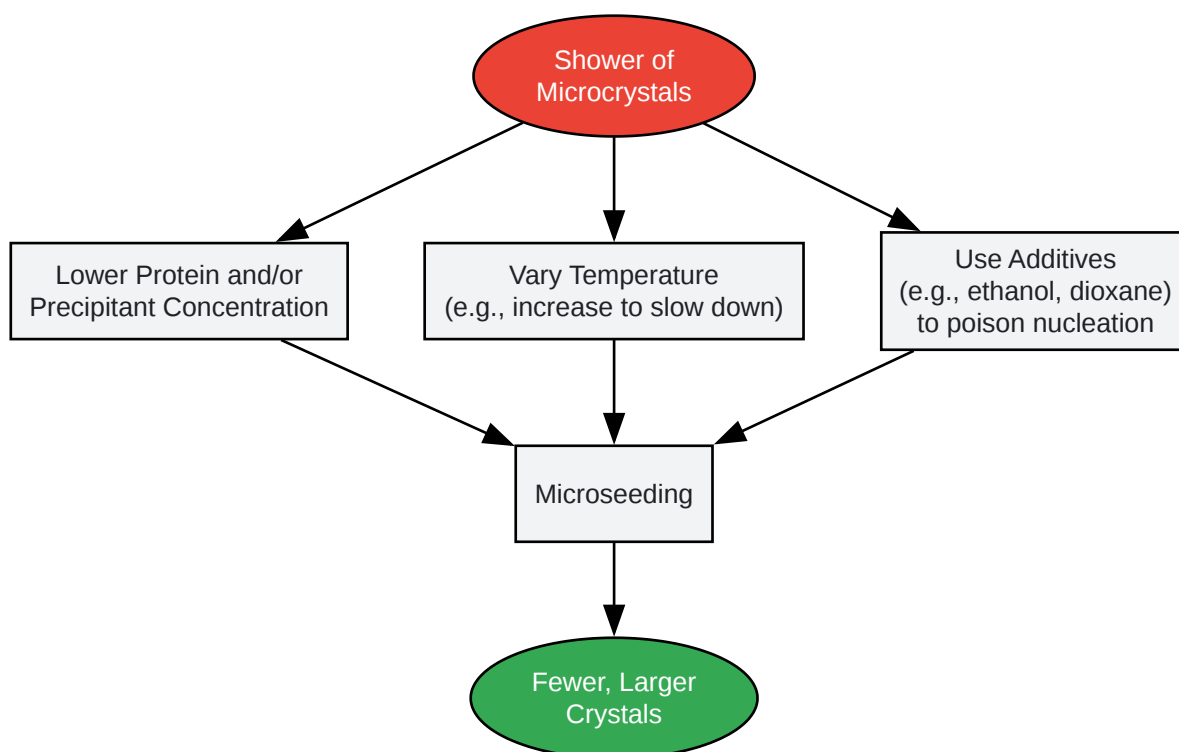 Shower of
Microcrystals
Lower Protein and/or
Precipitant Concentration
Vary Temperature
(e.g., increase to slow down)
Use Additives
(e.g., ethanol, dioxane)
to poison nucleation
Microseeding
Fewer, Larger
Crystals